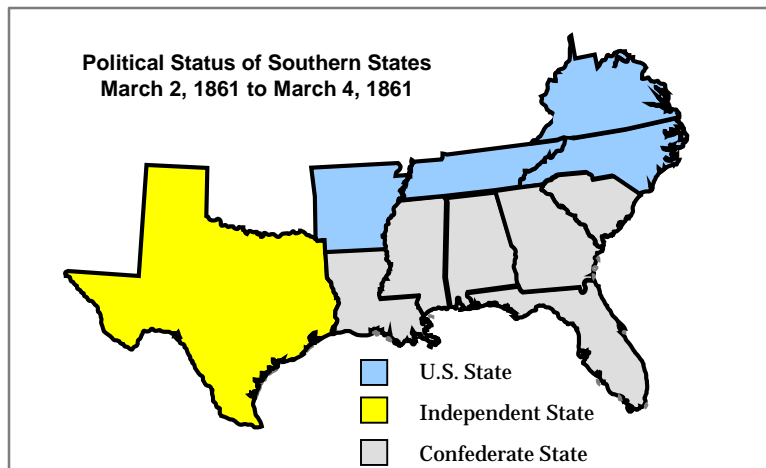 Political Status of Southern States
March 2, 1861 to March 4, 1861
U.S. State
Independent State
Confederate State